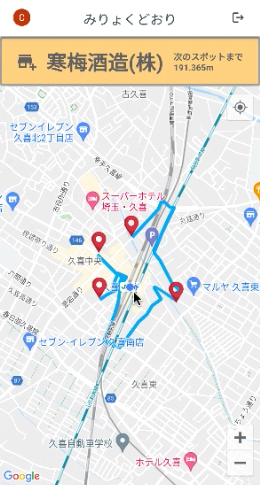 C
みりょくどおり
寒梅酒造(株)
次のスポットまで
191.365m
古久喜
152
セブンイレブン
久喜北2丁目店
スーパーホテル
埼玉・久喜
146
P
久喜中央
マルヤ 久喜東
セブン-イレブン 久喜南店
久喜東
87
久喜自動車学校
ホテル久喜
Google